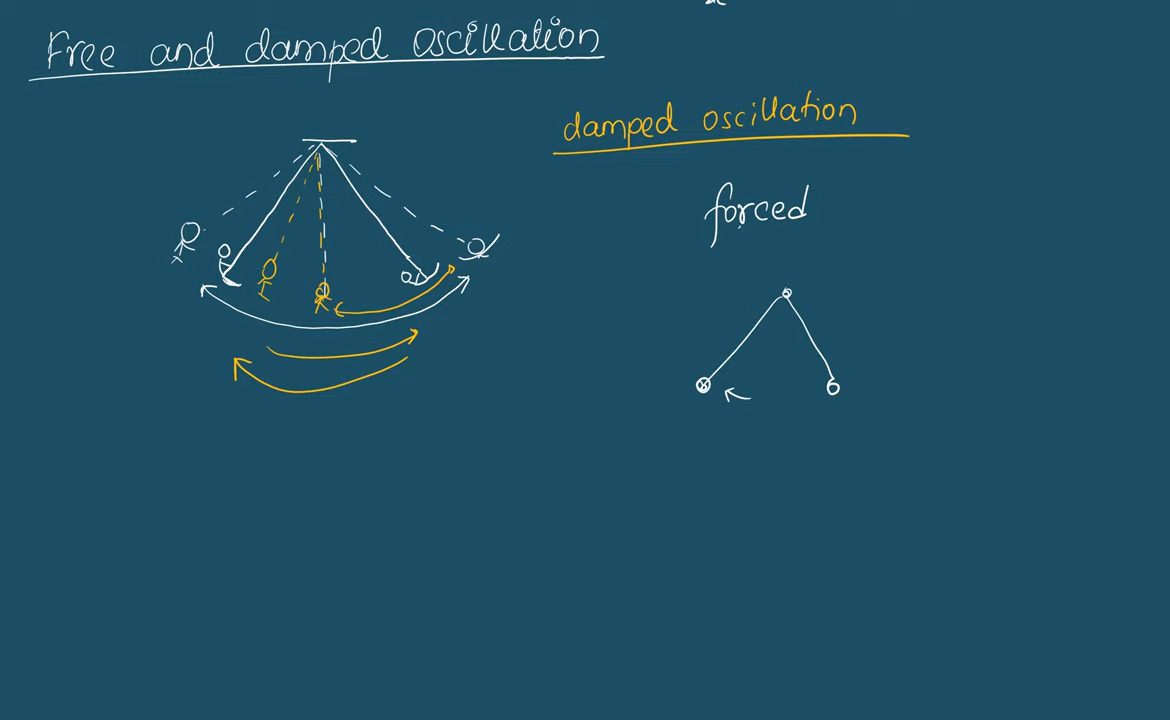 Free and damped oscillation
damped oscillation
forced